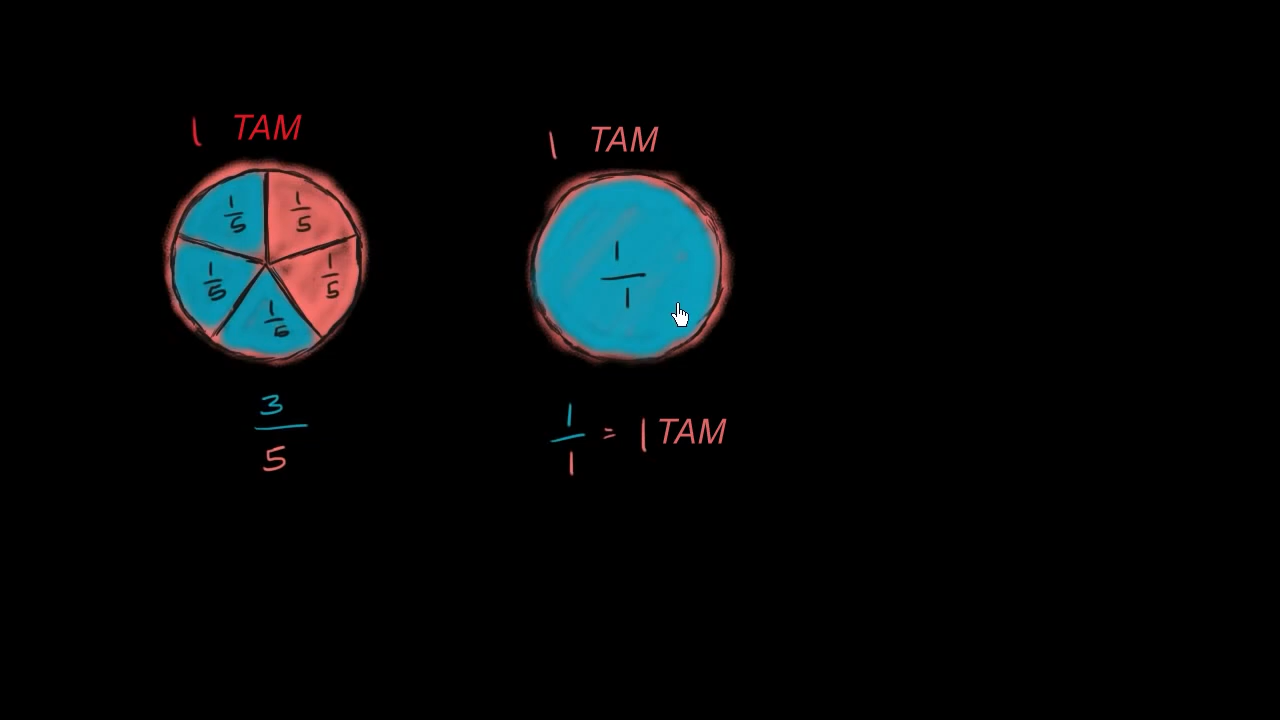 1 TAM
1/5 1/5
1/5 1/5
1/5
3/5
1 TAM
1/1
1/1 = 1 TAM